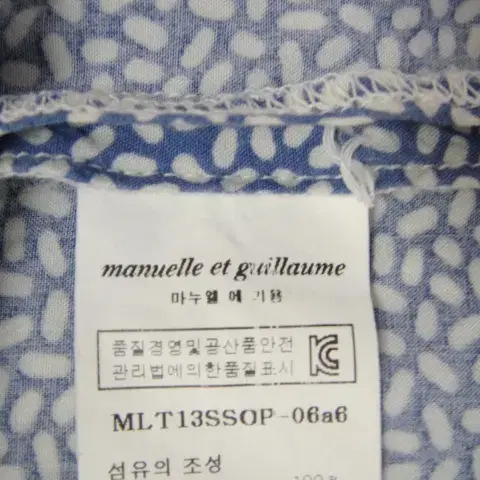 manuelle et guillaume
마누엘 에 기용
품질경영및공산품안전
관리법에의한품질표시
MLT13SSOP-06a6
섬유의 조성